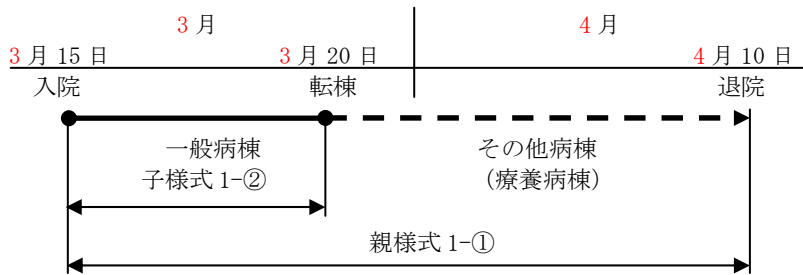 3月 4月
3月15日 3月20日 4月10日
入院 転棟 退院
一般病棟 その他病棟
子様式 1-② (療養病棟)
親様式 1-①